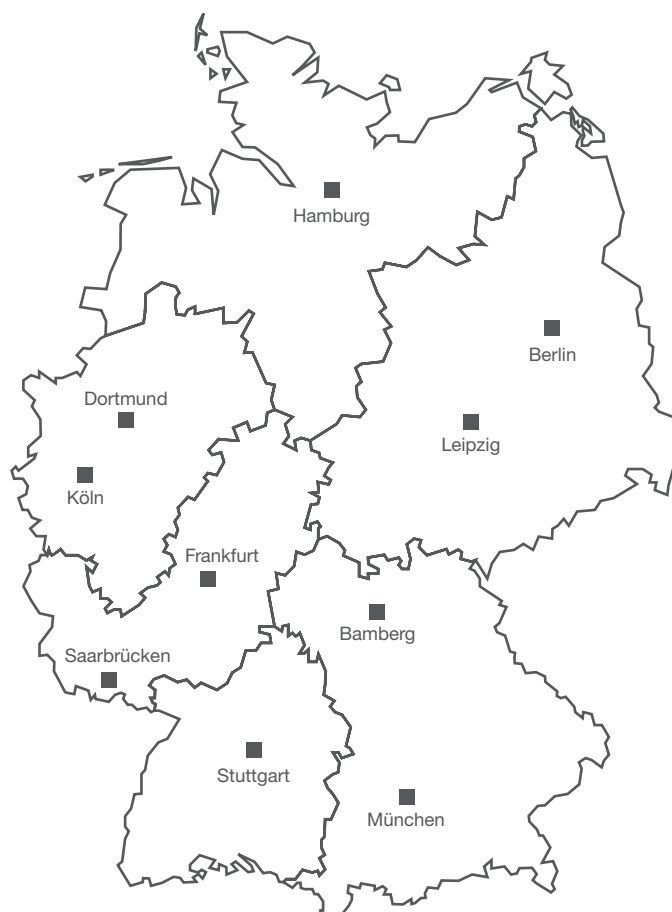 Hamburg
Berlin
Dortmund
Leipzig
Köln
Frankfurt
Bamberg
Saarbrücken
Stuttgart
München